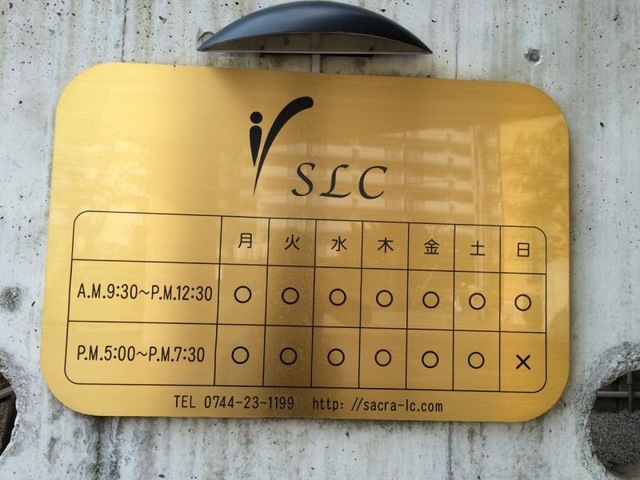 SLC
月 火 水 木 金 土 日
A.M.9:30～P.M.12:30 ○ ○ ○ ○ ○ ○ ○
P.M.5:00～P.M.7:30 ○ ○ ○ ○ ○ ○ ×
TEL 0744-23-1199 http: //sacra-lc.com